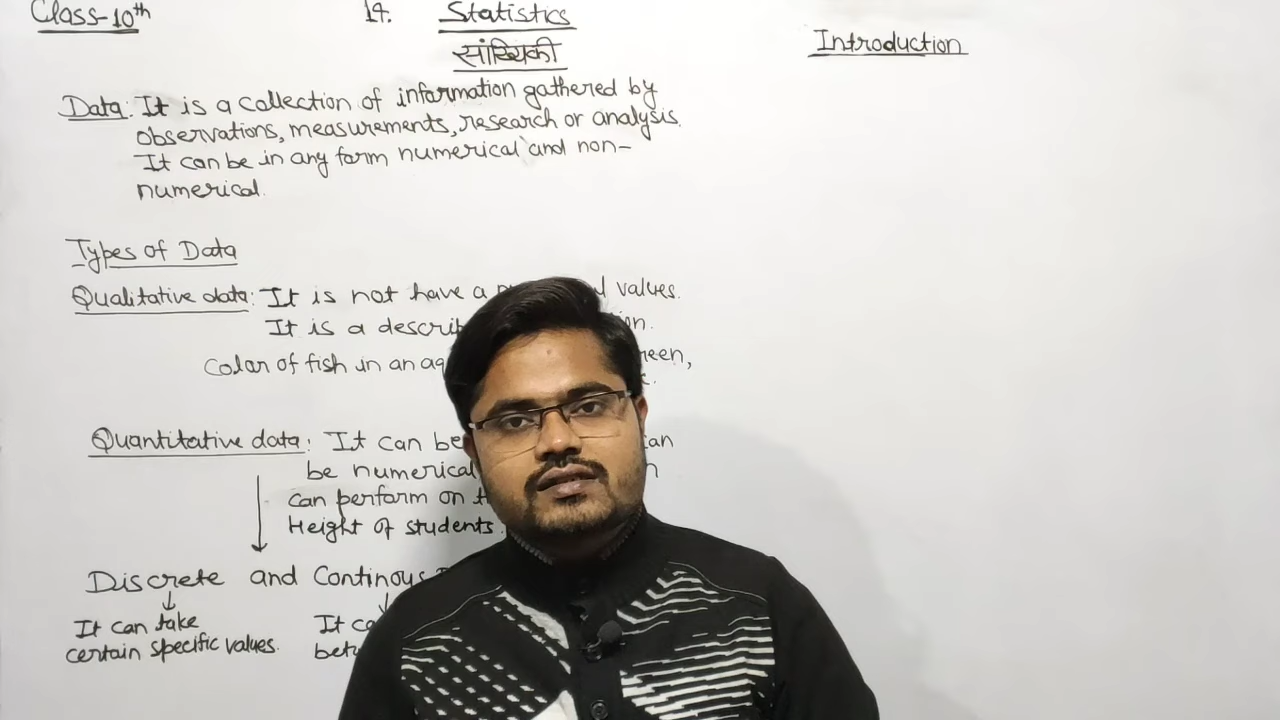 Class-10th
14. Statistics
सांख्यिकी
Introduction
Data: It is a collection of information gathered by
observations, measurements, research or analysis.
It can be in any form numerical and non-
numerical.
Types of Data
Qualitative data: It is not have a values.
It is a
Color of fish in an
Quantitative data: It can be
be numerical
can perform on
Height of students.
Discrete and Continous
It can take
certain specific values.
It